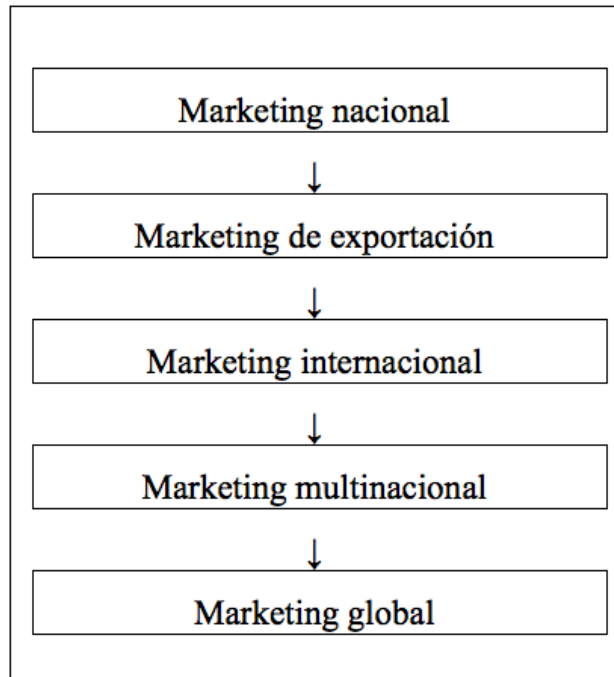 Marketing nacional
↓
Marketing de exportación
↓
Marketing internacional
↓
Marketing multinacional
↓
Marketing global